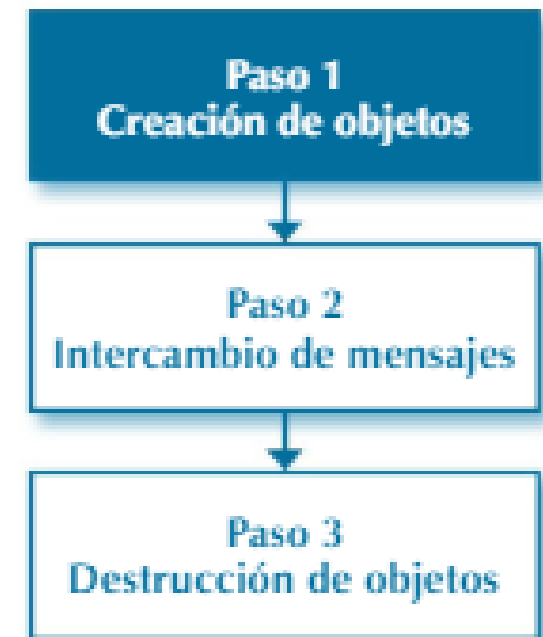 Paso 1
Creación de objetos
Paso 2
Intercambio de mensajes
Paso 3
Destrucción de objetos